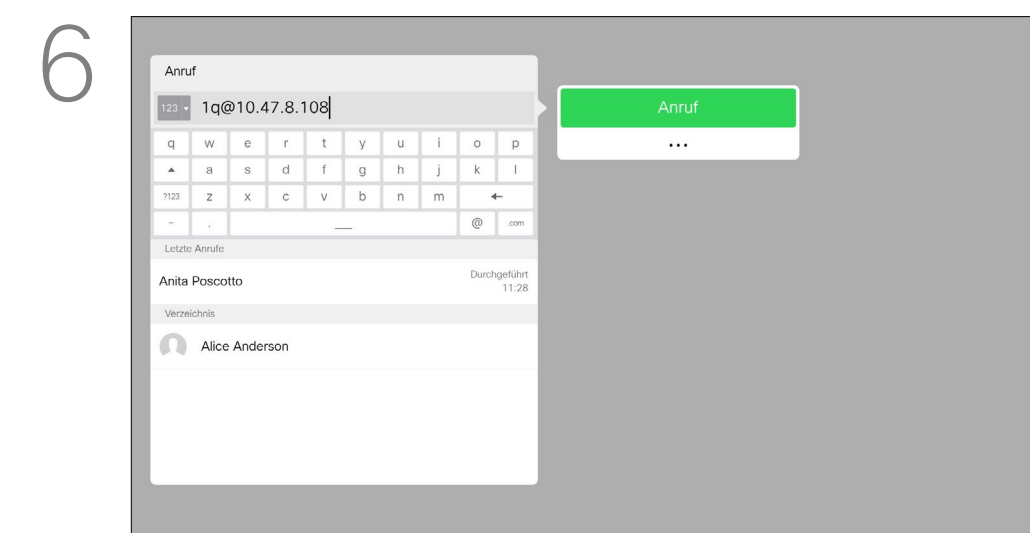 6
Anruf
123 1q@10.47.8.108
Anruf
...
q w e r t y u i o p
a s d f g h j k l
?123 z x c v b n m
- . @ .com
Letzte Anrufe
Anita Poscotto Durchgeführt
11:28
Verzeichnis
Alice Anderson